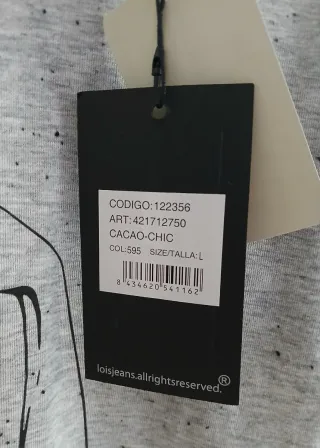 CODIGO:122356
ART:421712750
CACAO-CHIC
COL:595 SIZE/TALLA:L
8 434620 541162
loisjeans.allrightsreserved.®